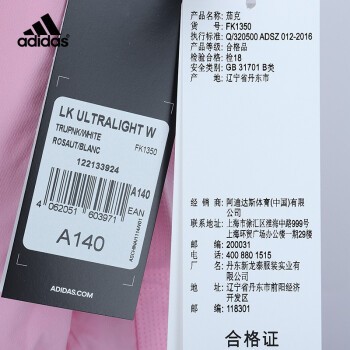 adidas
LK ULTRALIGHT W
TRUPNK/WHITE
FK1350
ROSAUT/BLANC
122133924
A140
4 062051 603971
EAN
A140
ADIDAS.COM
产品名称: 茄克
货 号: FK1350
执行标准: Q/320500 ADSZ 012-2016
产品等级: 合格品
检验合格: 检18
安全类别: GB 31701 B类
产 地: 辽宁省丹东市
经 销 商: 阿迪达斯体育(中国)有限公司
联系地址: 上海市徐汇区淮海中路999号上海环贸广场办公楼一期
邮 编: 200031
电 话: 400 880 1515
厂 名: 丹东新龙泰服装实业有限公司
地 址: 辽宁省丹东市前阳经济开发区
邮 编: 118301
合格证